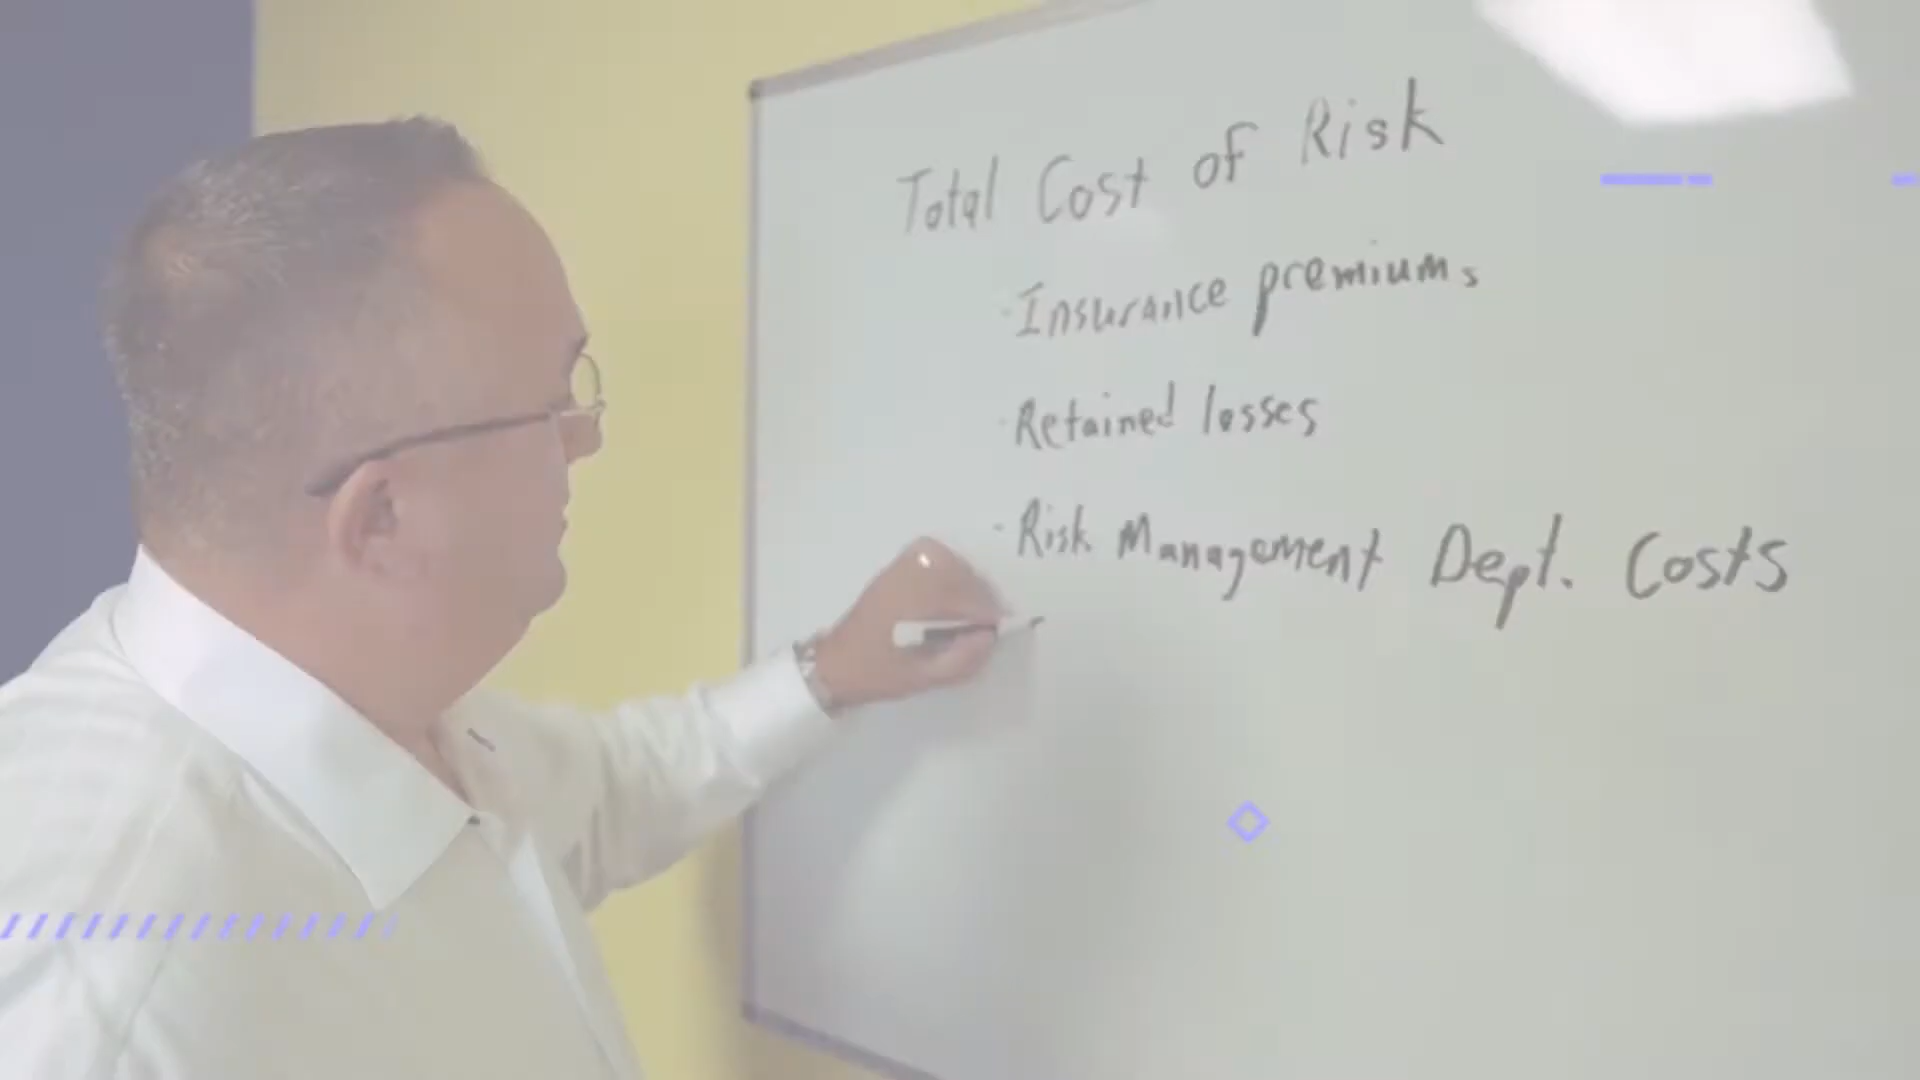 Total Cost of Risk
· Insurance premiums
· Retained losses
· Risk Management Dept. Costs